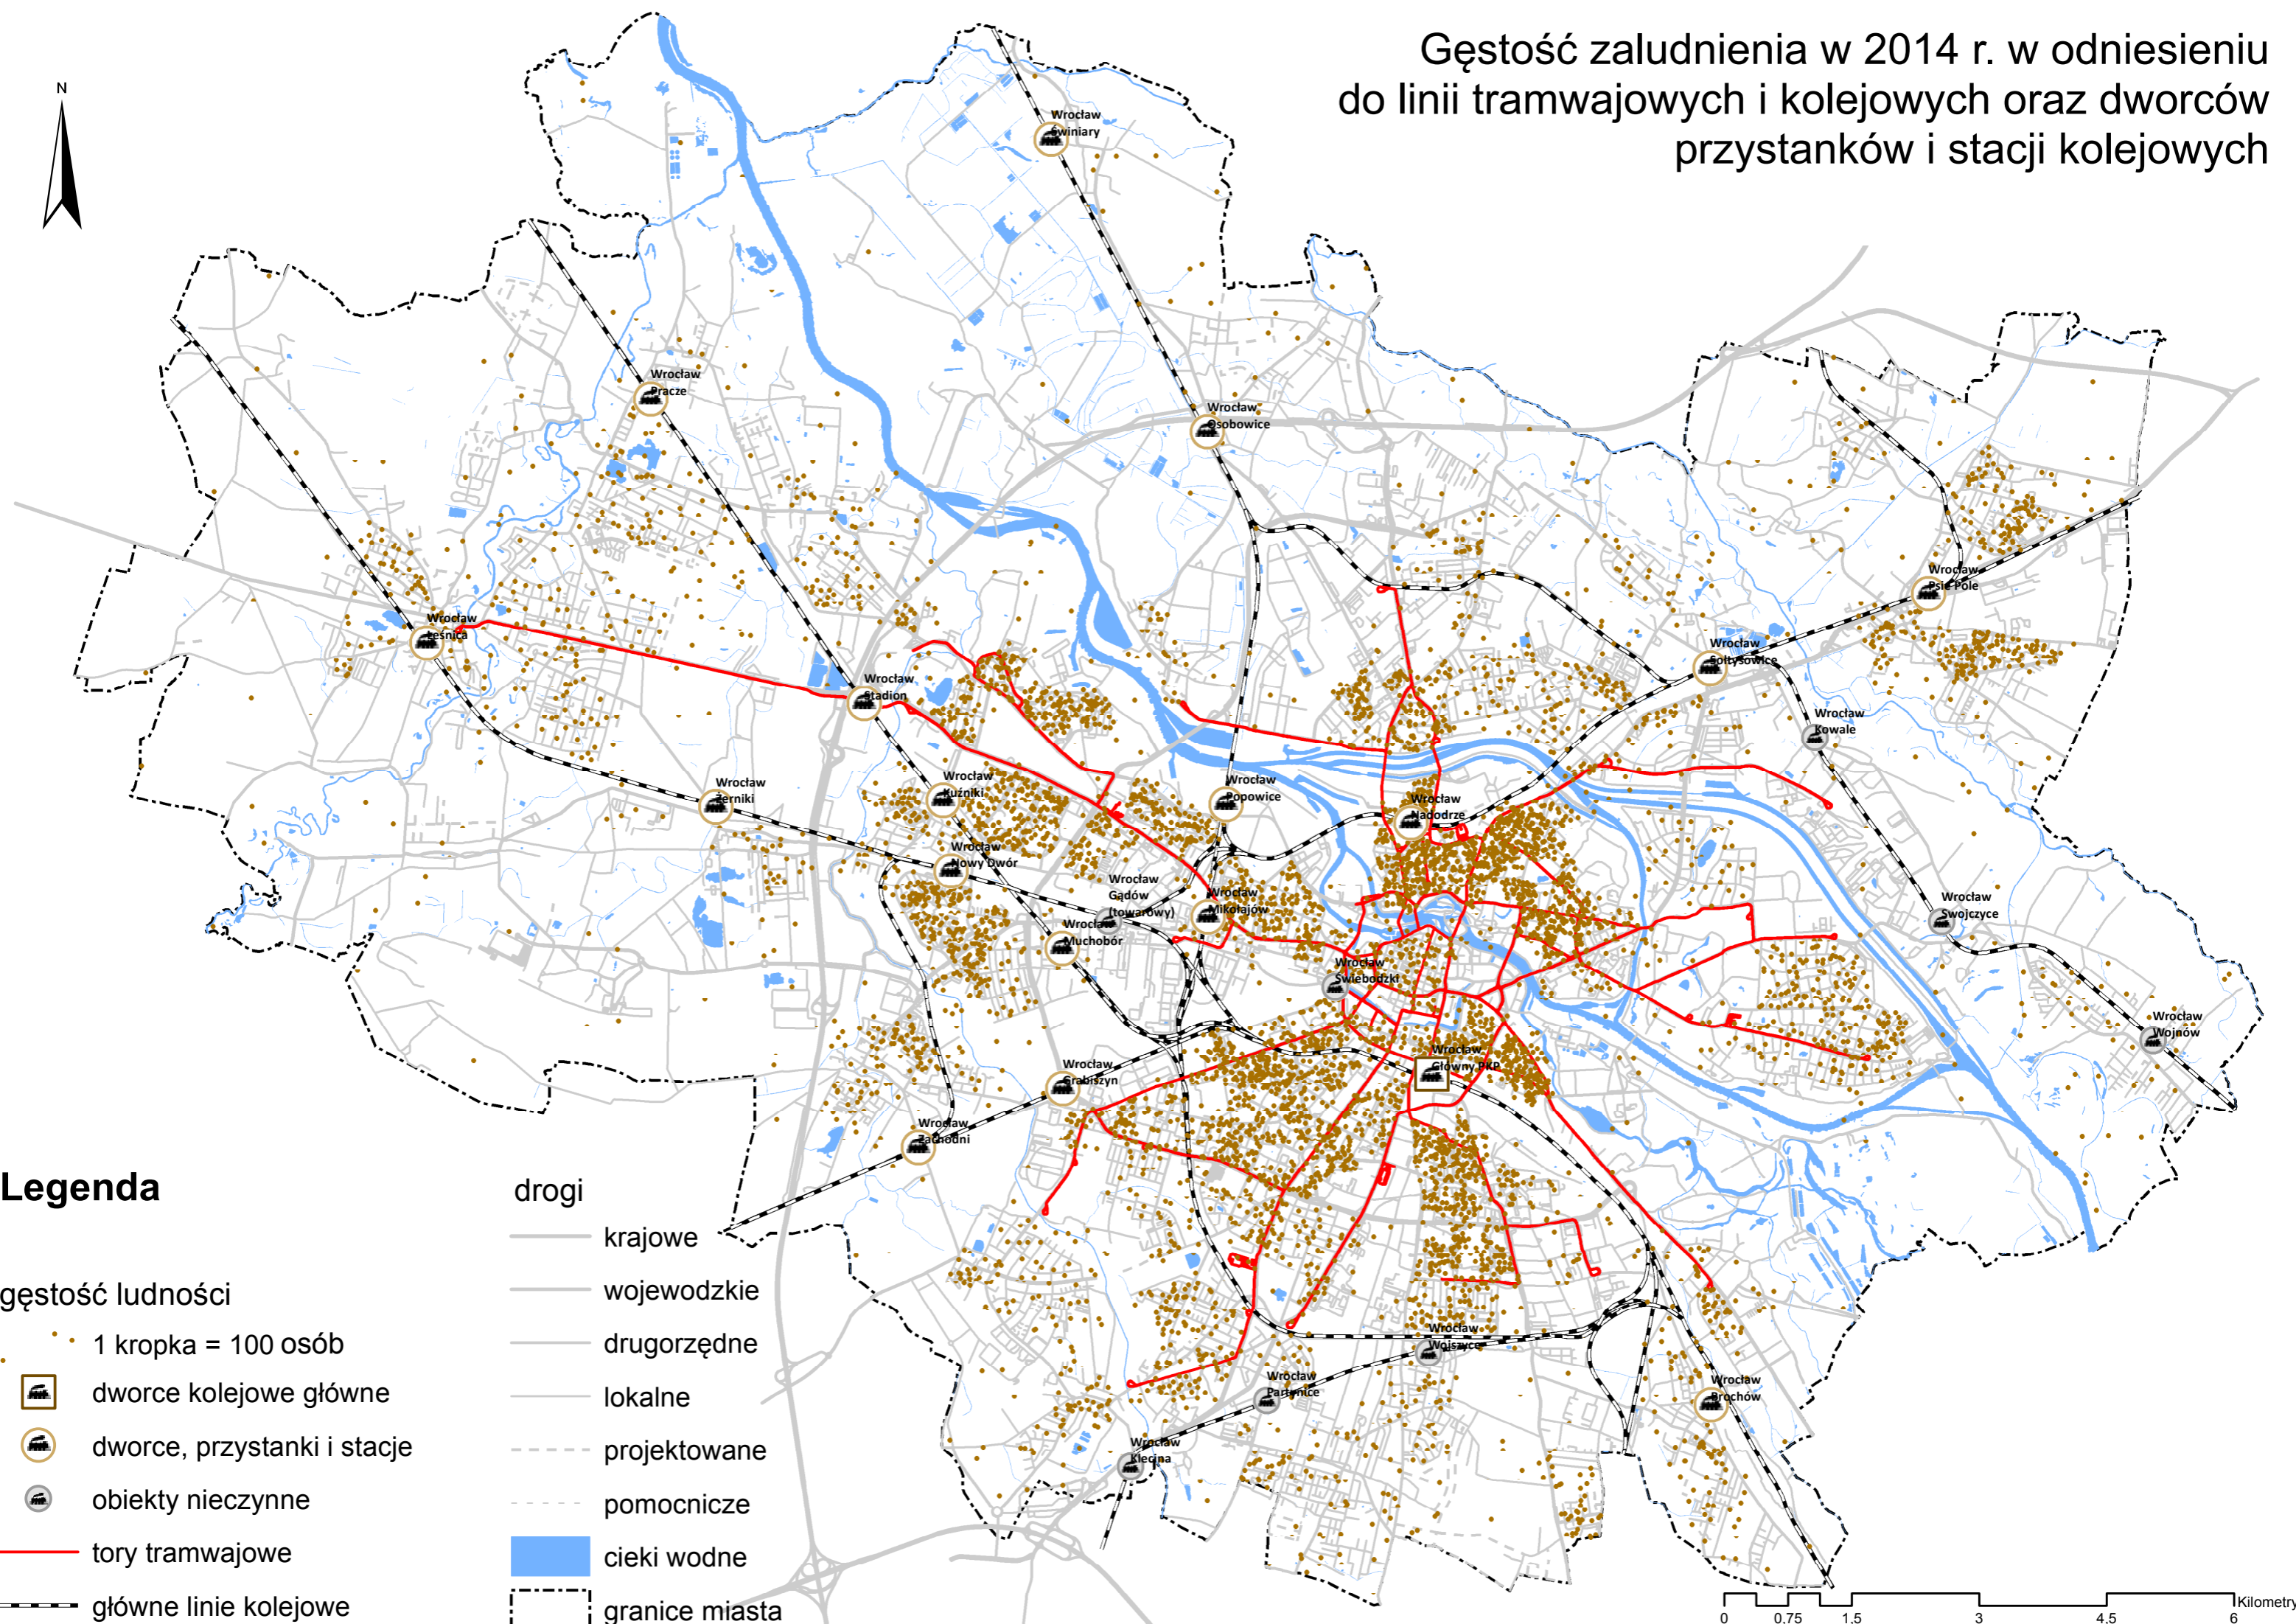 Gęstość zaludnienia w 2014 r. w odniesieniu
do linii tramwajowych i kolejowych oraz dworców
przystanków i stacji kolejowych
N
Wrocław
Świniary
Wrocław
Pracze
Wrocław
Osobowice
Wrocław
Psie Pole
Wrocław
Leśnica
Wrocław
Sołtysowice
Wrocław
Stadion
Wrocław
Kowale
Wrocław
Żerniki
Wrocław
Kuźniki
Wrocław
Popowice
Wrocław
Nadodrze
Wrocław
Nowy Dwór
Wrocław
Gądów
(towarowy)
Wrocław
Mikołajów
Wrocław
Swojczyce
Wrocław
Muchobór
Wrocław
Świebodzki
Wrocław
Wojnów
Wrocław
Główny PKP
Wrocław
Grabiszyn
Wrocław
Zachodni
Wrocław
Wojszyce
Wrocław
Partynice
Wrocław
Brochów
Wrocław
Klecina
Legenda
gęstość ludności
1 kropka = 100 osób
dworce kolejowe główne
dworce, przystanki i stacje
obiekty nieczynne
tory tramwajowe
główne linie kolejowe
drogi
krajowe
wojewodzkie
drugorzędne
lokalne
projektowane
pomocnicze
cieki wodne
granice miasta
Kilometry
0 0.75 1.5 3 4.5 6